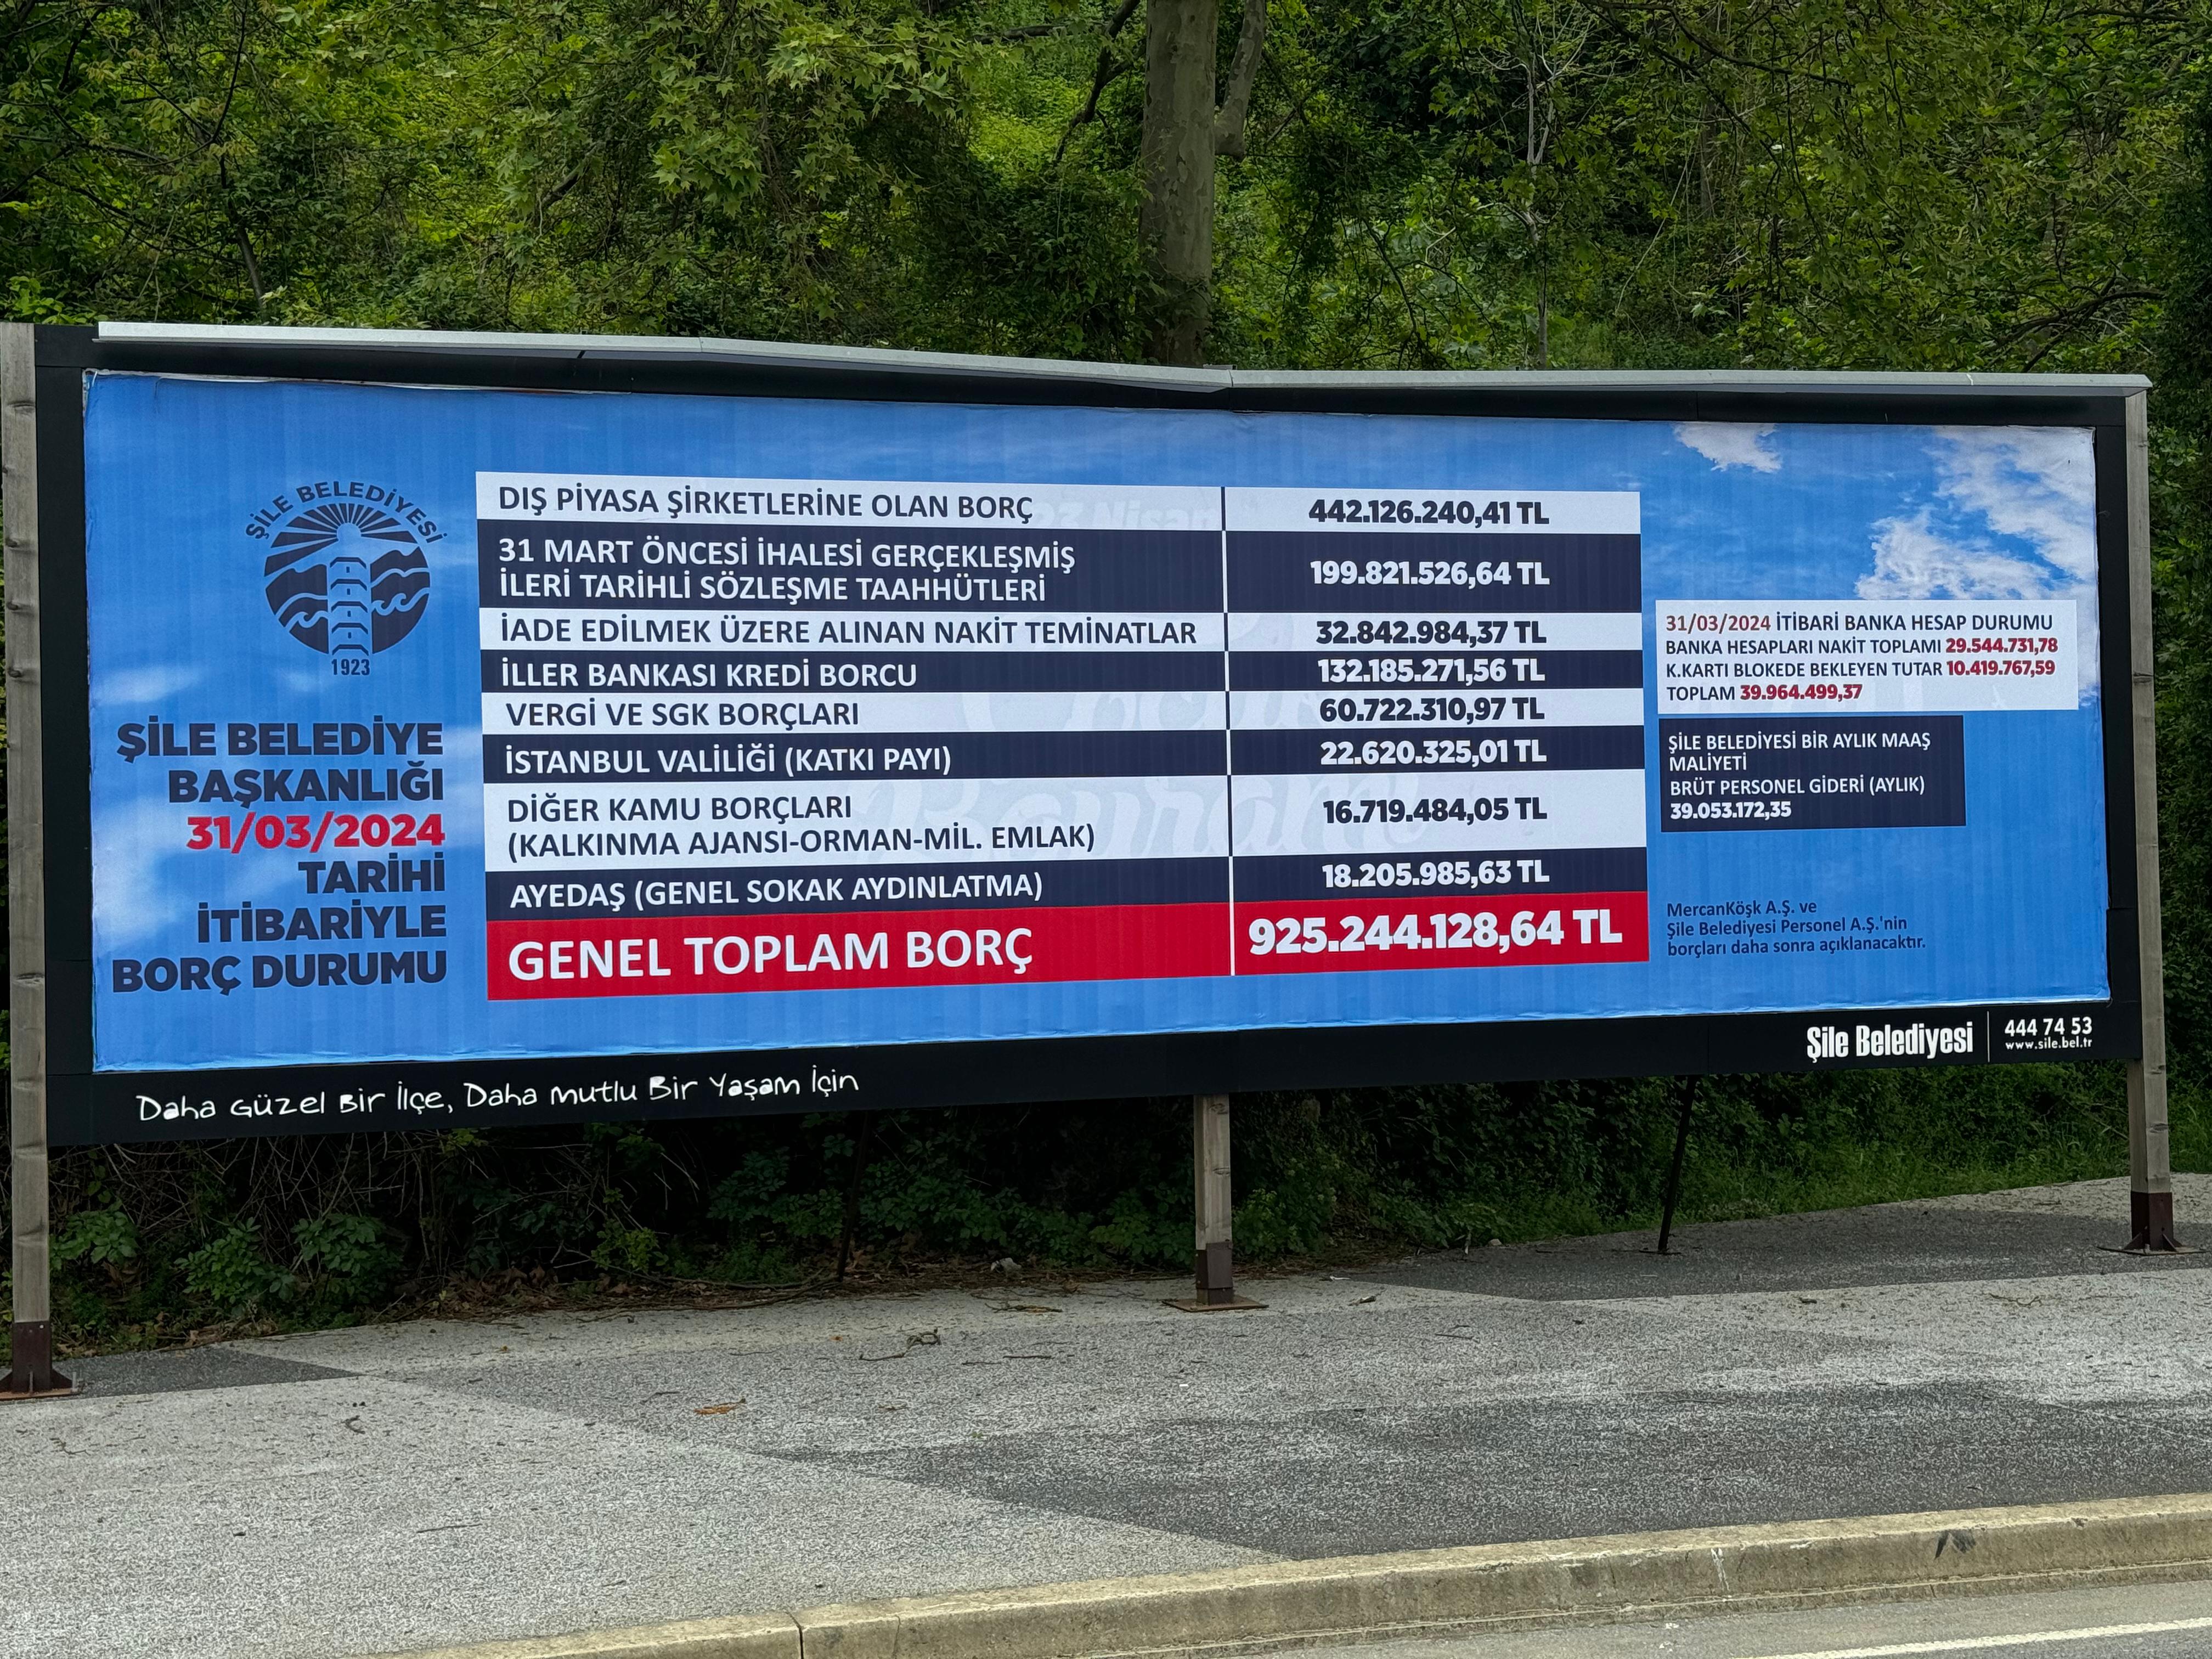 ŞİLE BELEDİYESİ
1923
ŞİLE BELEDİYE
BAŞKANLIĞI
31/03/2024
TARİHİ
İTİBARİYLE
BORÇ DURUMU
DIŞ PİYASA ŞİRKETLERİNE OLAN BORÇ 442.126.240,41 TL
31 MART ÖNCESİ İHALESİ GERÇEKLEŞMİŞ
İLERİ TARİHLİ SÖZLEŞME TAAHHÜTLERİ 199.821.526,64 TL
İADE EDİLMEK ÜZERE ALINAN NAKİT TEMİNATLAR 32.842.984,37 TL
İLLER BANKASI KREDİ BORCU 132.185.271,56 TL
VERGİ VE SGK BORÇLARI 60.722.310,97 TL
İSTANBUL VALİLİĞİ (KATKI PAYI) 22.620.325,01 TL
DİĞER KAMU BORÇLARI
(KALKINMA AJANSI-ORMAN-MİL. EMLAK) 16.719.484,05 TL
AYEDAŞ (GENEL SOKAK AYDINLATMA) 18.205.985,63 TL
GENEL TOPLAM BORÇ 925.244.128,64 TL
31/03/2024 İTİBARİ BANKA HESAP DURUMU
BANKA HESAPLARI NAKİT TOPLAMI 29.544.731,78
K.KARTI BLOKEDE BEKLEYEN TUTAR 10.419.767,59
TOPLAM 39.964.499,37
ŞİLE BELEDİYESİ BİR AYLIK MAAŞ
MALİYETİ
BRÜT PERSONEL GİDERİ (AYLIK)
39.053.172,35
MercanKöşk A.Ş. ve
Şile Belediyesi Personel A.Ş.'nin
borçları daha sonra açıklanacaktır.
Daha Güzel Bir İlçe, Daha Mutlu Bir Yaşam İçin
Şile Belediyesi
444 74 53
www.sile.bel.tr